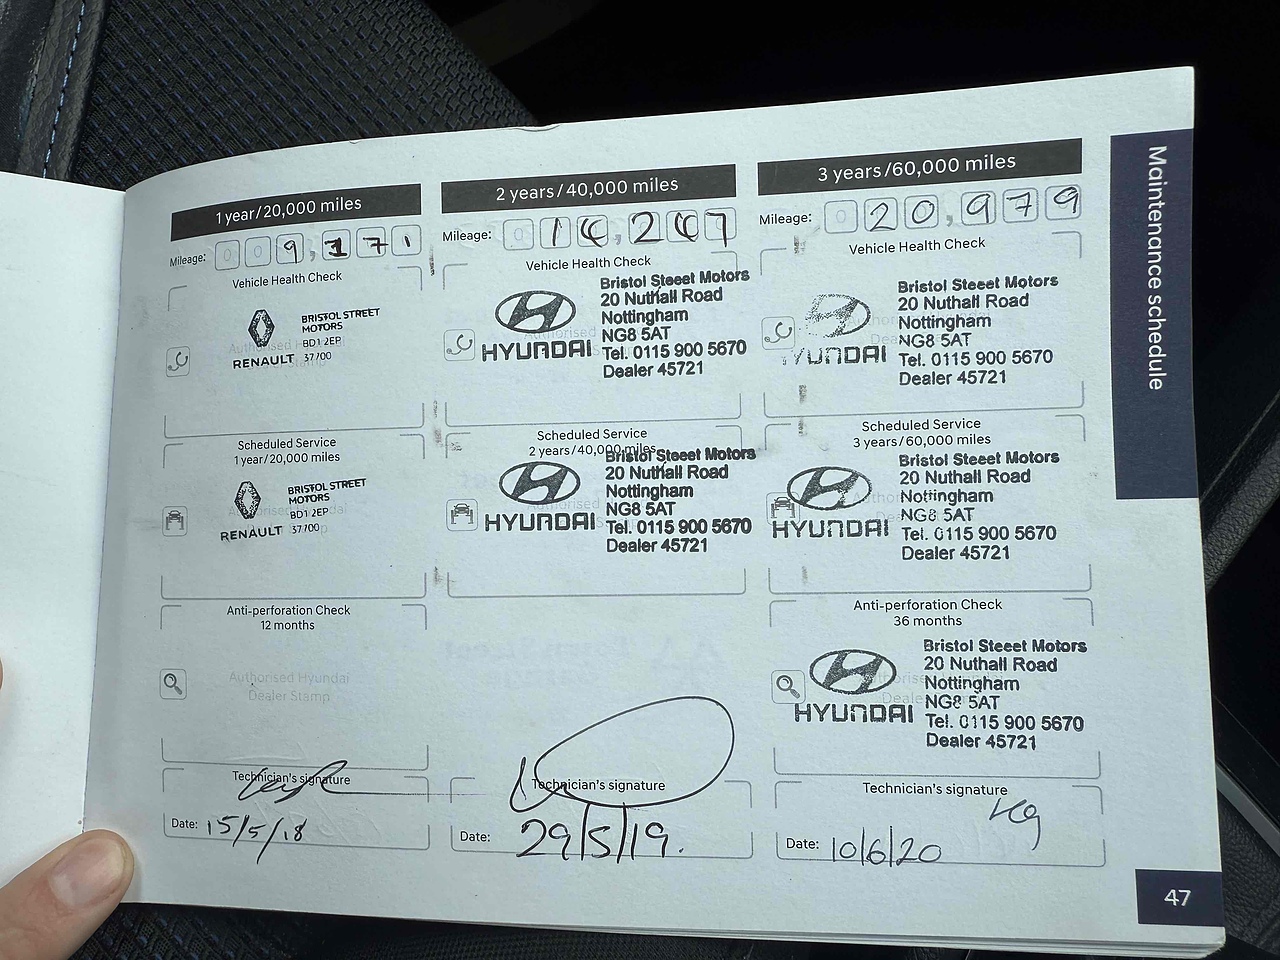 1 year/20,000 miles
Mileage: 0 0 9,171
Vehicle Health Check
BRISTOL STREET
MOTORS
BD1 2EP
37700
RENAULT
Scheduled Service
1 year/20,000 miles
BRISTOL STREET
MOTORS
BD1 2EP
37700
RENAULT
Anti-perforation Check
12 months
Authorised Hyundai
Dealer Stamp
Technician's signature
Date: 15/5/18
2 years/40,000 miles
Mileage:
Vehicle Health Check
Bristol Steeet Motors
20 Nuthall Road
Nottingham
NG8 5AT
Tel. 0115 900 5670
Dealer 45721
HYUNDAI
Scheduled Service
2 years/40,000 miles
Bristol Steeet Motors
20 Nuthall Road
Nottingham
NG8 5AT
Tel. 0115 900 5670
Dealer 45721
HYUNDAI
Technician's signature
Date: 29/5/19.
3 years/60,000 miles
Mileage: 0 20,979
Vehicle Health Check
Bristol Steeet Motors
20 Nuthall Road
Nottingham
NG8 5AT
Tel. 0115 900 5670
Dealer 45721
HYUNDAI
Scheduled Service
3 years/60,000 miles
Bristol Steeet Motors
20 Nuthall Road
Nottingham
NG8 5AT
Tel. 0115 900 5670
Dealer 45721
HYUNDAI
Anti-perforation Check
36 months
Bristol Steeet Motors
20 Nuthall Road
Nottingham
NG8 5AT
Tel. 0115 900 5670
Dealer 45721
HYUNDAI
Technician's signature
Date: 10/6/20
Maintenance schedule
47